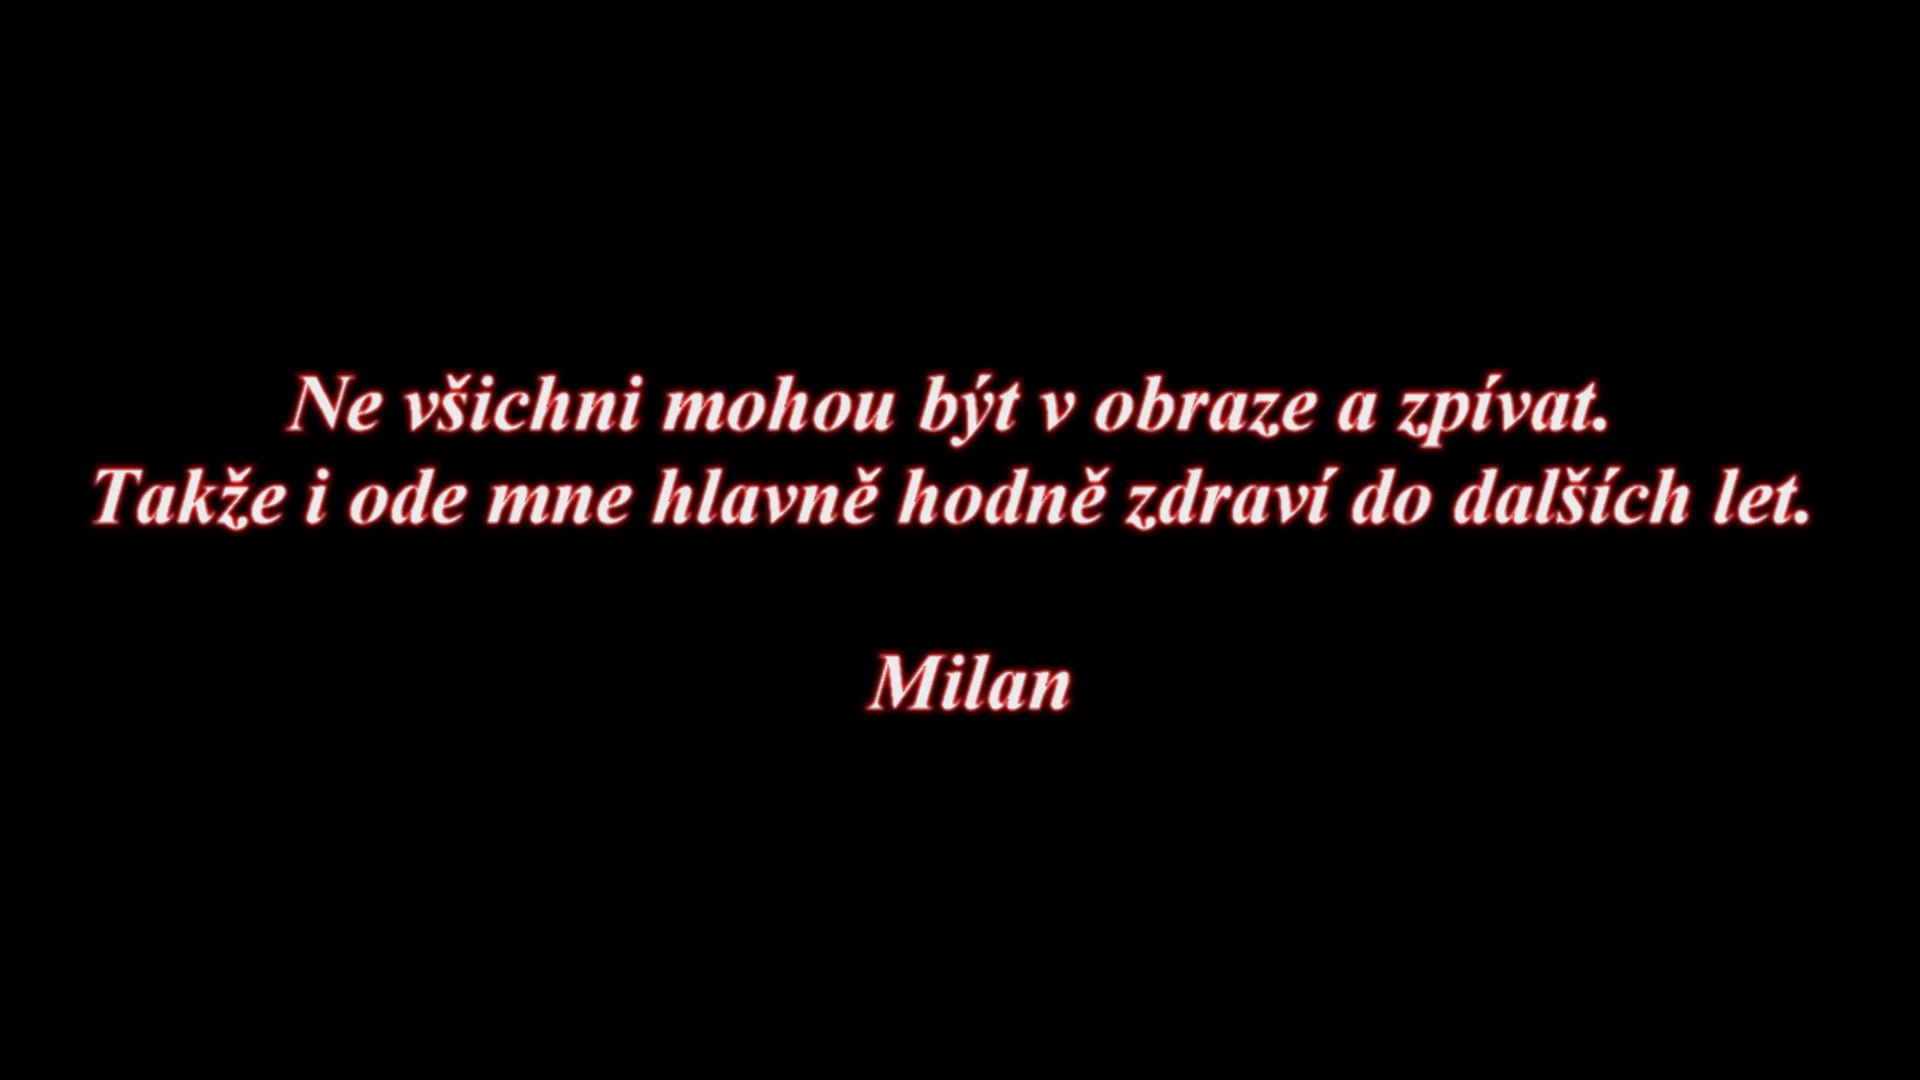 Ne všichni mohou být v obraze a zpívat.
Takže i ode mne hlavně hodně zdraví do dalších let.
Milan